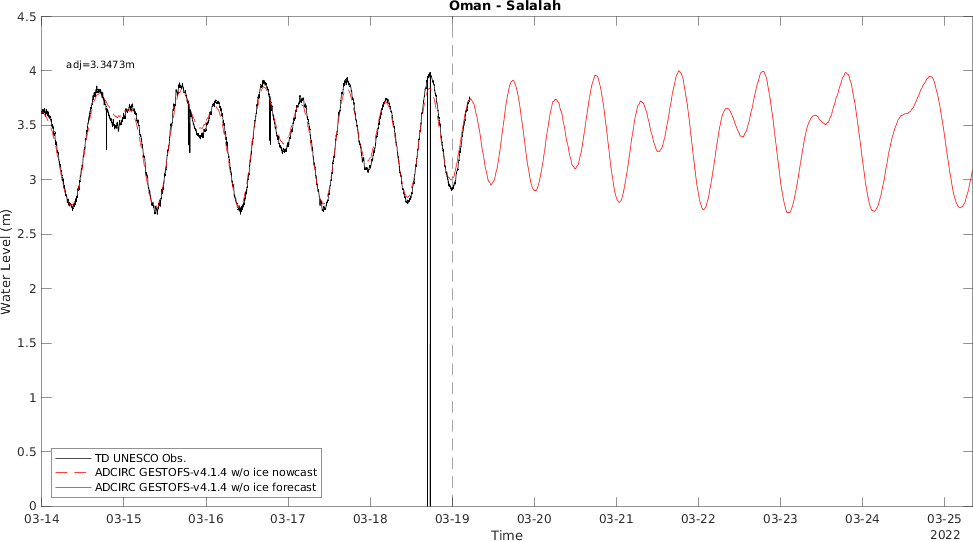 Oman - Salalah
4.5
4
3.5
3
2.5
2
1.5
1
0.5
0
Water Level (m)
adj=3.3473m
TD UNESCO Obs.
ADCIRC GESTOFS-v4.1.4 w/o ice nowcast
ADCIRC GESTOFS-v4.1.4 w/o ice forecast
03-14 03-15 03-16 03-17 03-18 03-19 03-20 03-21 03-22 03-23 03-24 03-25
Time
2022